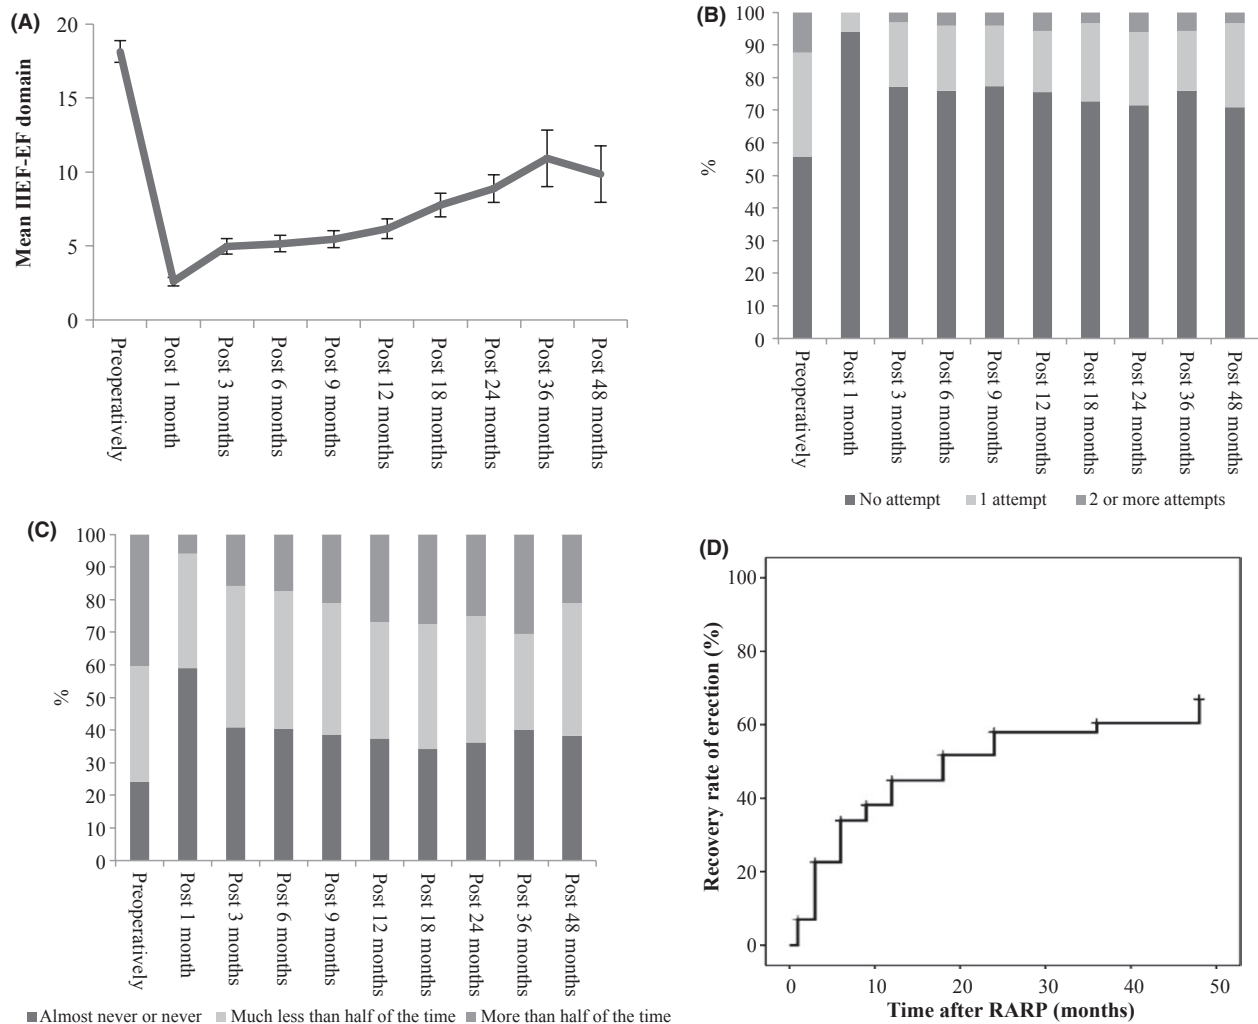 (A)
Mean IIEF-EF domain
20
15
10
5
0
Preoperatively
Post 1 month
Post 3 months
Post 6 months
Post 9 months
Post 12 months
Post 18 months
Post 24 months
Post 36 months
Post 48 months
(B)
%
100
90
80
70
60
50
40
30
20
10
0
Preoperatively
Post 1 month
Post 3 months
Post 6 months
Post 9 months
Post 12 months
Post 18 months
Post 24 months
Post 36 months
Post 48 months
No attempt 1 attempt 2 or more attempts
(C)
%
100
90
80
70
60
50
40
30
20
10
0
Preoperatively
Post 1 month
Post 3 months
Post 6 months
Post 9 months
Post 12 months
Post 18 months
Post 24 months
Post 36 months
Post 48 months
Almost never or never Much less than half of the time More than half of the time
(D)
Recovery rate of erection (%)
100
80
60
40
20
0
0 10 20 30 40 50
Time after RARP (months)